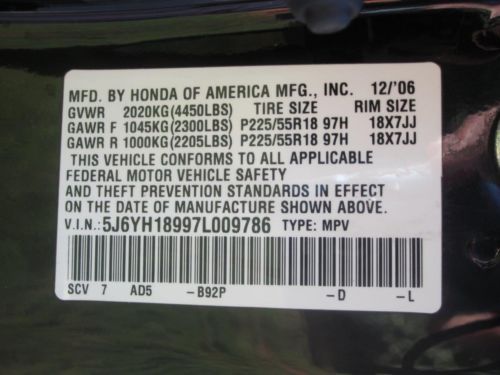 MFD. BY HONDA OF AMERICA MFG., INC. 12/'06
GVWR 2020KG(4450LBS) TIRE SIZE RIM SIZE
GAWR F 1045KG(2300LBS) P225/55R18 97H 18X7JJ
GAWR R 1000KG(2205LBS) P225/55R18 97H 18X7JJ
THIS VEHICLE CONFORMS TO ALL APPLICABLE
FEDERAL MOTOR VEHICLE SAFETY
AND THEFT PREVENTION STANDARDS IN EFFECT
ON THE DATE OF MANUFACTURE SHOWN ABOVE.
V.I.N.: 5J6YH18997L009786 TYPE: MPV
SCV 7 AD5 -B92P -D -L